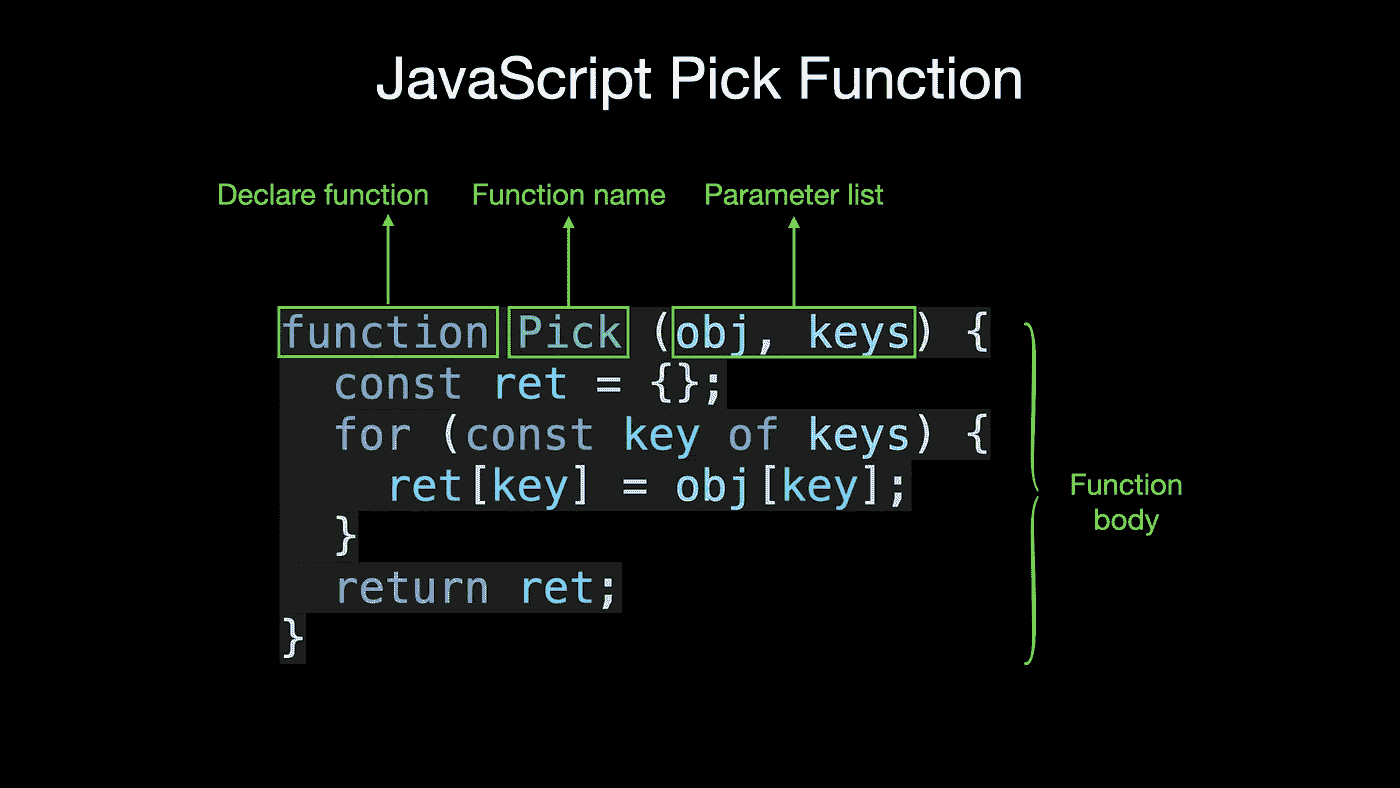 JavaScript Pick Function
Declare function
Function name
Parameter list
function Pick (obj, keys) {
  const ret = {};
  for (const key of keys) {
    ret[key] = obj[key];
  }
  return ret;
}
Function
body